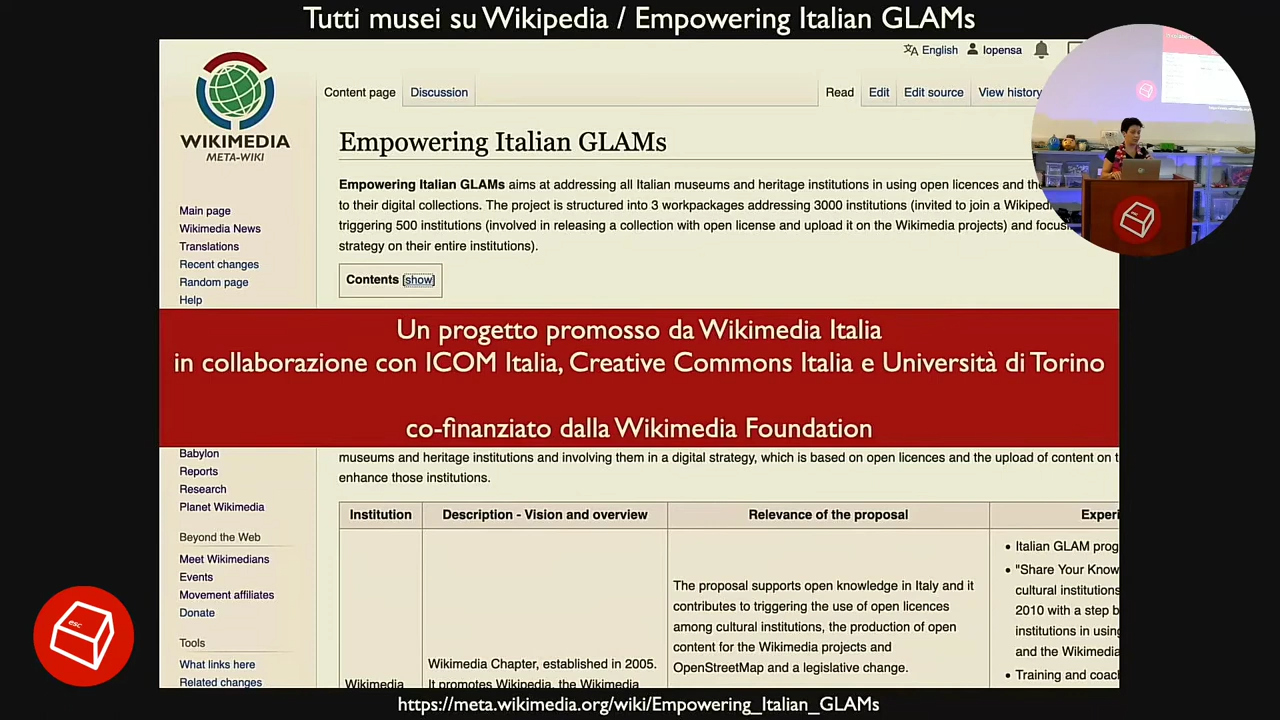 Tutti musei su Wikipedia / Empowering Italian GLAMs
English
lopensa
WIKIMEDIA
META-WIKI
Content page
Discussion
Read
Edit
Edit source
View history
Empowering Italian GLAMs
Empowering Italian GLAMs aims at addressing all Italian museums and heritage institutions in using open licences and the
to their digital collections. The project is structured into 3 workpackages addressing 3000 institutions (invited to join a
triggering 500 institutions (involved in releasing a collection with open license and upload it on the Wikimedia projects) and
strategy on their entire institutions).
Contents [show]
Main page
Wikimedia News
Translations
Recent changes
Random page
Help
Un progetto promosso da Wikimedia Italia
in collaborazione con ICOM Italia, Creative Commons Italia e Università di Torino
co-finanziato dalla Wikimedia Foundation
Babylon
Reports
Research
Planet Wikimedia
Beyond the Web
Meet Wikimedians
Events
Movement affiliates
Donate
Tools
What links here
Related changes
museums and heritage institutions and involving them in a digital strategy, which is based on open licences and the upload of content on
enhance those institutions.
Institution
Description - Vision and overview
Relevance of the proposal
Wikimedia
Wikimedia Chapter, established in 2005.
It promotes Wikipedia, the Wikimedia
The proposal supports open knowledge in Italy and it
contributes to triggering the use of open licences
among cultural institutions, the production of open
content for the Wikimedia projects and
OpenStreetMap and a legislative change.
Italian GLAM
"Share Your
cultural institutions
2010 with a step
institutions in
and the
Training and
esc
https://meta.wikimedia.org/wiki/Empowering_Italian_GLAMs